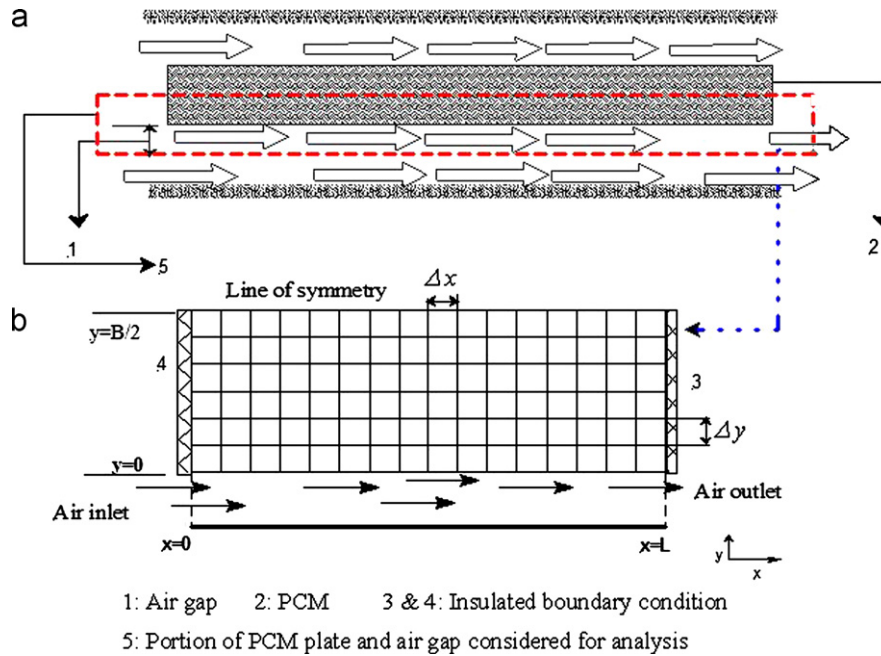 a
1
5
2
b
Line of symmetry
Δx
y=B/2
4
3
Δy
y=0
Air inlet
Air outlet
x=0
x=L
y
x
1: Air gap 2: PCM 3 & 4: Insulated boundary condition
5: Portion of PCM plate and air gap considered for analysis